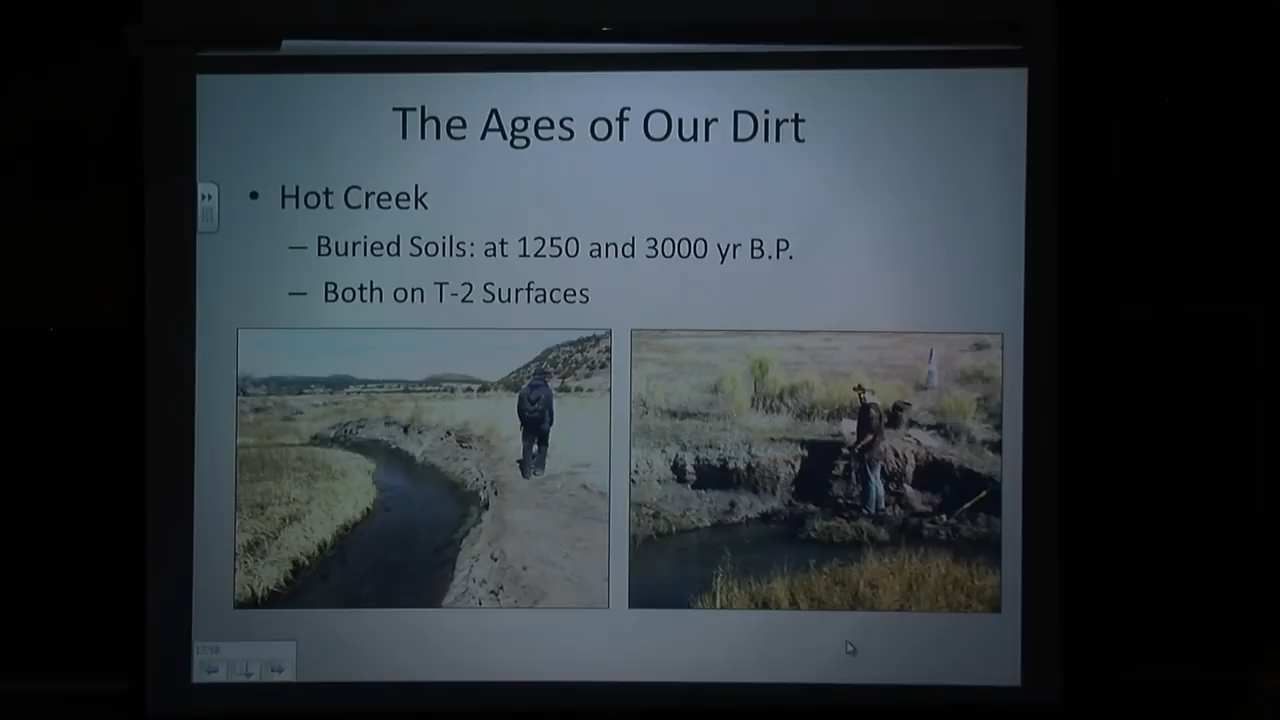 The Ages of Our Dirt
• Hot Creek
– Buried Soils: at 1250 and 3000 yr B.P.
– Both on T-2 Surfaces